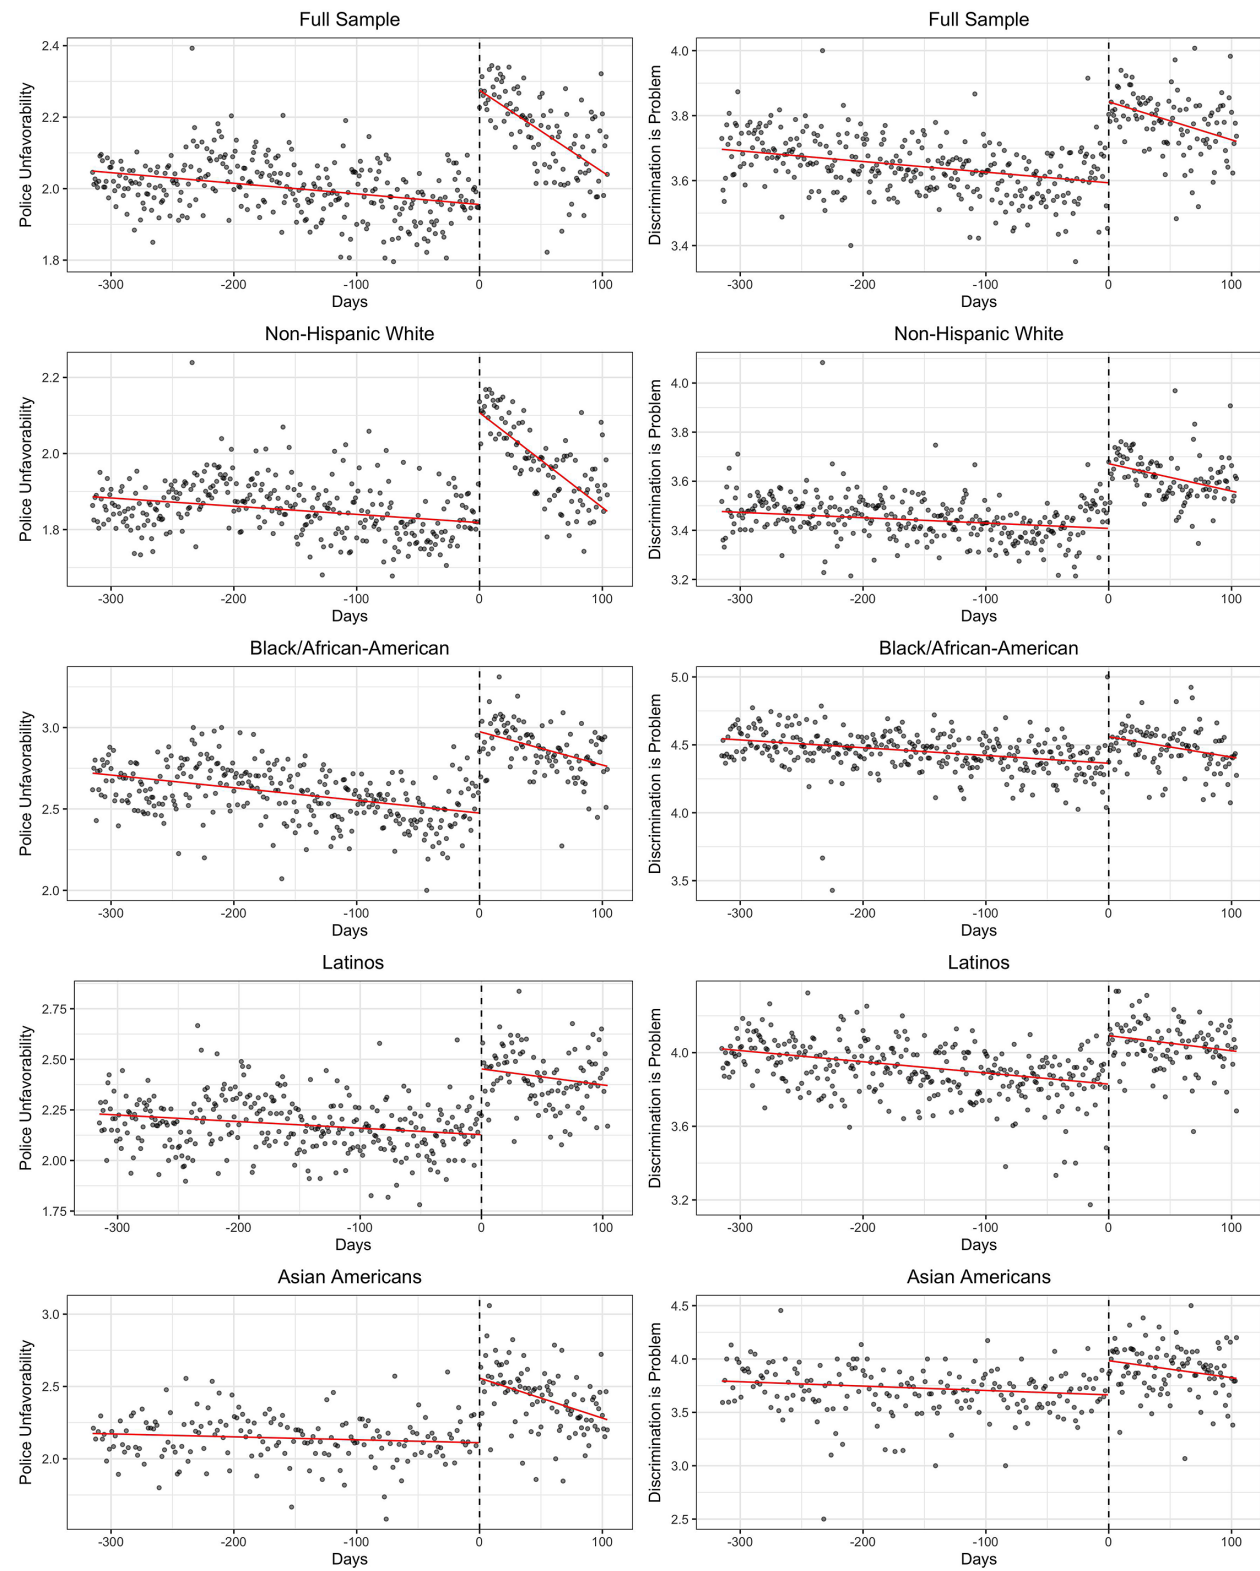 Full Sample
Police Unfavorability
2.4
2.2
2.0
1.8
-300 -200 -100 0 100
Days
Full Sample
Discrimination is Problem
4.0
3.8
3.6
3.4
-300 -200 -100 0 100
Days
Non-Hispanic White
Police Unfavorability
2.2
2.0
1.8
-300 -200 -100 0 100
Days
Non-Hispanic White
Discrimination is Problem
4.0
3.8
3.6
3.4
3.2
-300 -200 -100 0 100
Days
Black/African-American
Police Unfavorability
3.0
2.5
2.0
-300 -200 -100 0 100
Days
Black/African-American
Discrimination is Problem
5.0
4.5
4.0
3.5
-300 -200 -100 0 100
Days
Latinos
Police Unfavorability
2.75
2.50
2.25
2.00
1.75
-300 -200 -100 0 100
Days
Latinos
Discrimination is Problem
4.0
3.6
3.2
-300 -200 -100 0 100
Days
Asian Americans
Police Unfavorability
3.0
2.5
2.0
-300 -200 -100 0 100
Days
Asian Americans
Discrimination is Problem
4.5
4.0
3.5
3.0
2.5
-300 -200 -100 0 100
Days